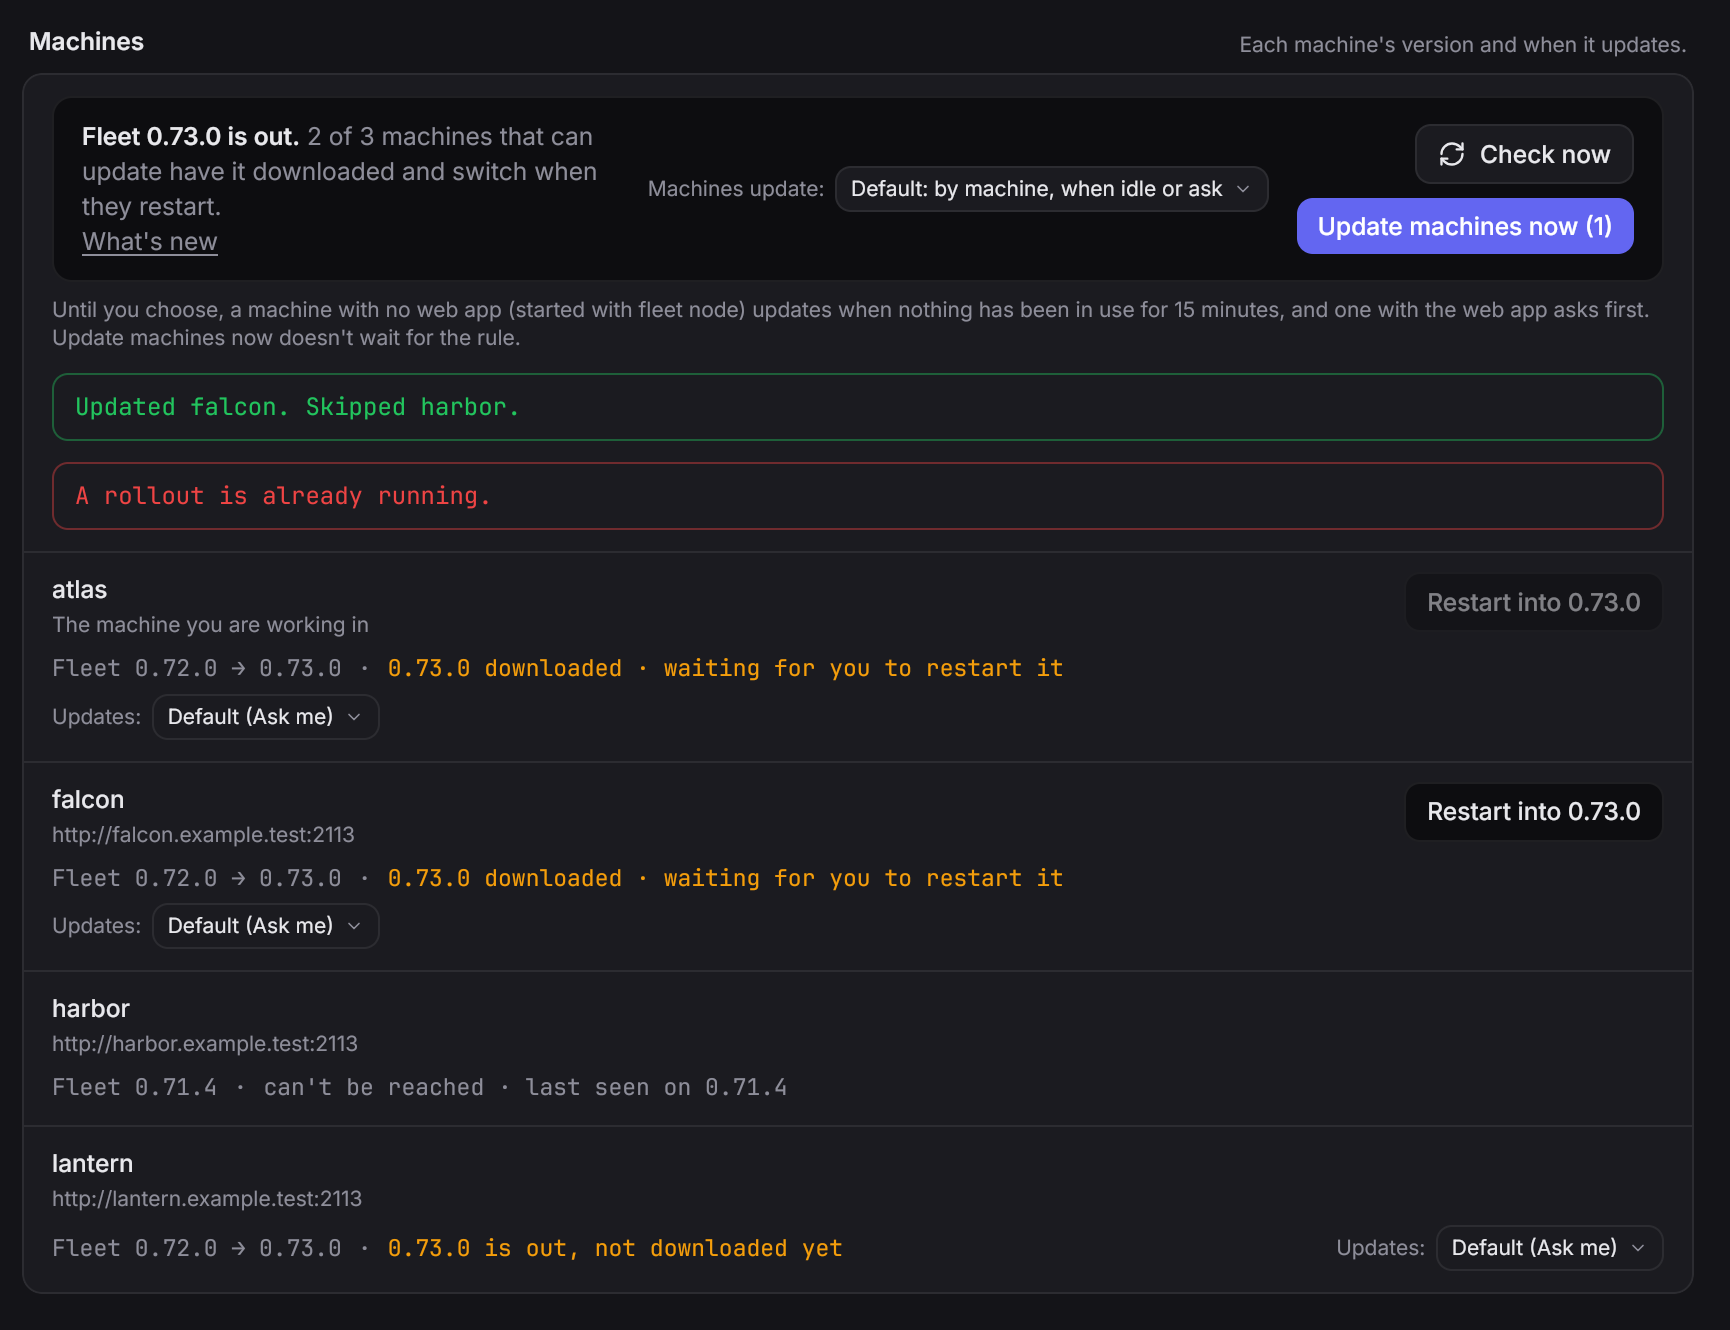 Machines
Each machine's version and when it updates.
Fleet 0.73.0 is out. 2 of 3 machines that can
update have it downloaded and switch when
they restart.
What's new
Machines update: Default: by machine, when idle or ask
Check now
Update machines now (1)
Until you choose, a machine with no web app (started with fleet node) updates when nothing has been in use for 15 minutes, and one with the web app asks first.
Update machines now doesn't wait for the rule.
Updated falcon. Skipped harbor.
A rollout is already running.
atlas
The machine you are working in
Restart into 0.73.0
Fleet 0.72.0 → 0.73.0 · 0.73.0 downloaded · waiting for you to restart it
Updates: Default (Ask me)
falcon
http://falcon.example.test:2113
Restart into 0.73.0
Fleet 0.72.0 → 0.73.0 · 0.73.0 downloaded · waiting for you to restart it
Updates: Default (Ask me)
harbor
http://harbor.example.test:2113
Fleet 0.71.4 · can't be reached · last seen on 0.71.4
lantern
http://lantern.example.test:2113
Fleet 0.72.0 → 0.73.0 · 0.73.0 is out, not downloaded yet
Updates: Default (Ask me)